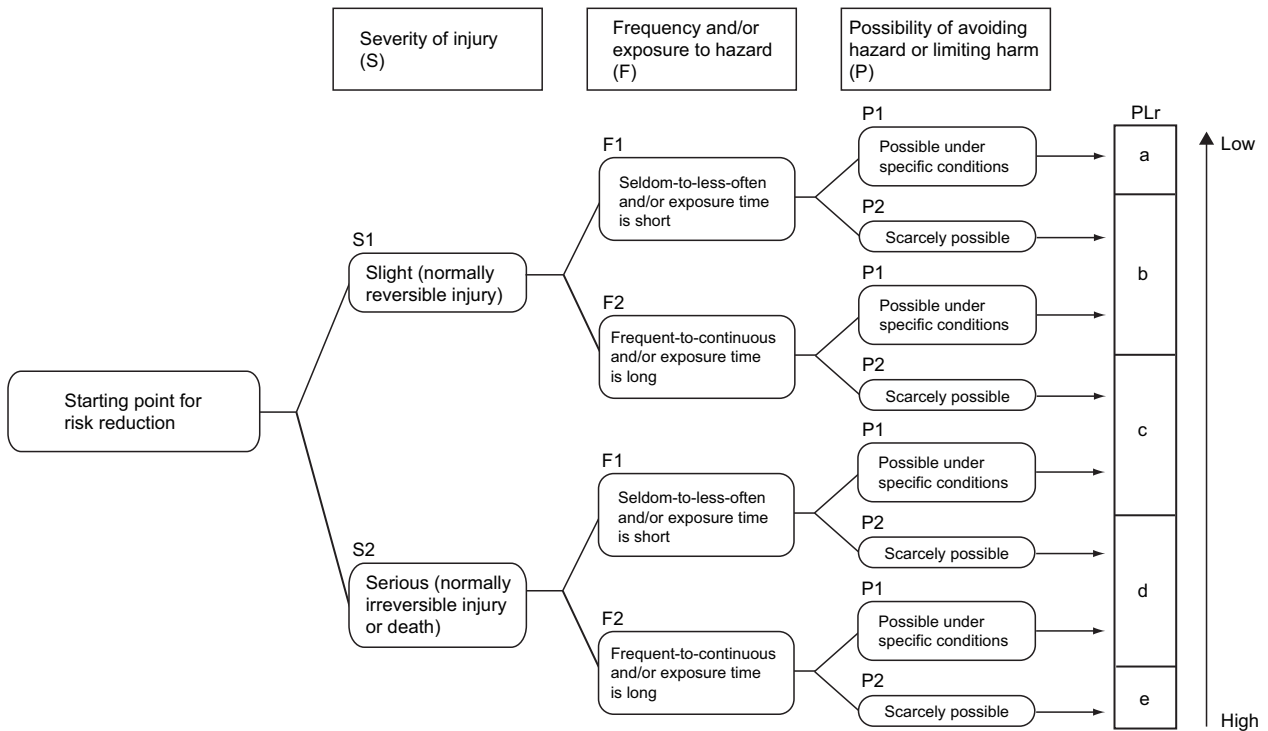 Severity of injury
(S)
Frequency and/or
exposure to hazard
(F)
Possibility of avoiding
hazard or limiting harm
(P)
Starting point for
risk reduction
S1
Slight (normally
reversible injury)
S2
Serious (normally
irreversible injury
or death)
F1
Seldom-to-less-often
and/or exposure time
is short
F2
Frequent-to-continuous
and/or exposure time
is long
F1
Seldom-to-less-often
and/or exposure time
is short
F2
Frequent-to-continuous
and/or exposure time
is long
P1
Possible under
specific conditions
P2
Scarcely possible
P1
Possible under
specific conditions
P2
Scarcely possible
P1
Possible under
specific conditions
P2
Scarcely possible
P1
Possible under
specific conditions
P2
Scarcely possible
PLr
a
b
c
d
e
Low
High